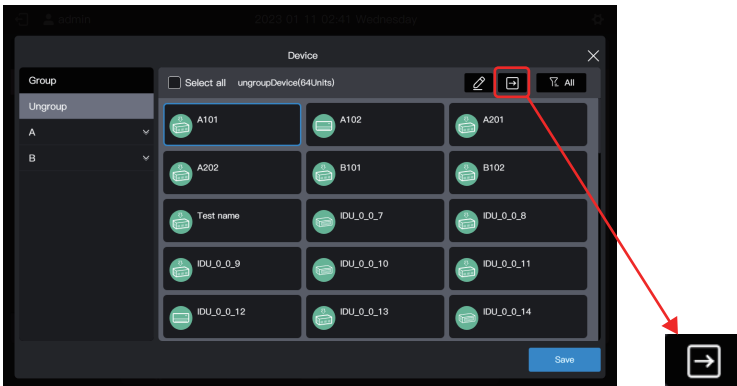 admin
2023-01-11 02:41 Wednesday
Device
Group
Select all
ungroupDevice(64Units)
All
Ungroup
A
B
A101
A102
A201
A202
B101
B102
Test name
IDU_0_0_7
IDU_0_0_8
IDU_0_0_9
IDU_0_0_10
IDU_0_0_11
IDU_0_0_12
IDU_0_0_13
IDU_0_0_14
Save